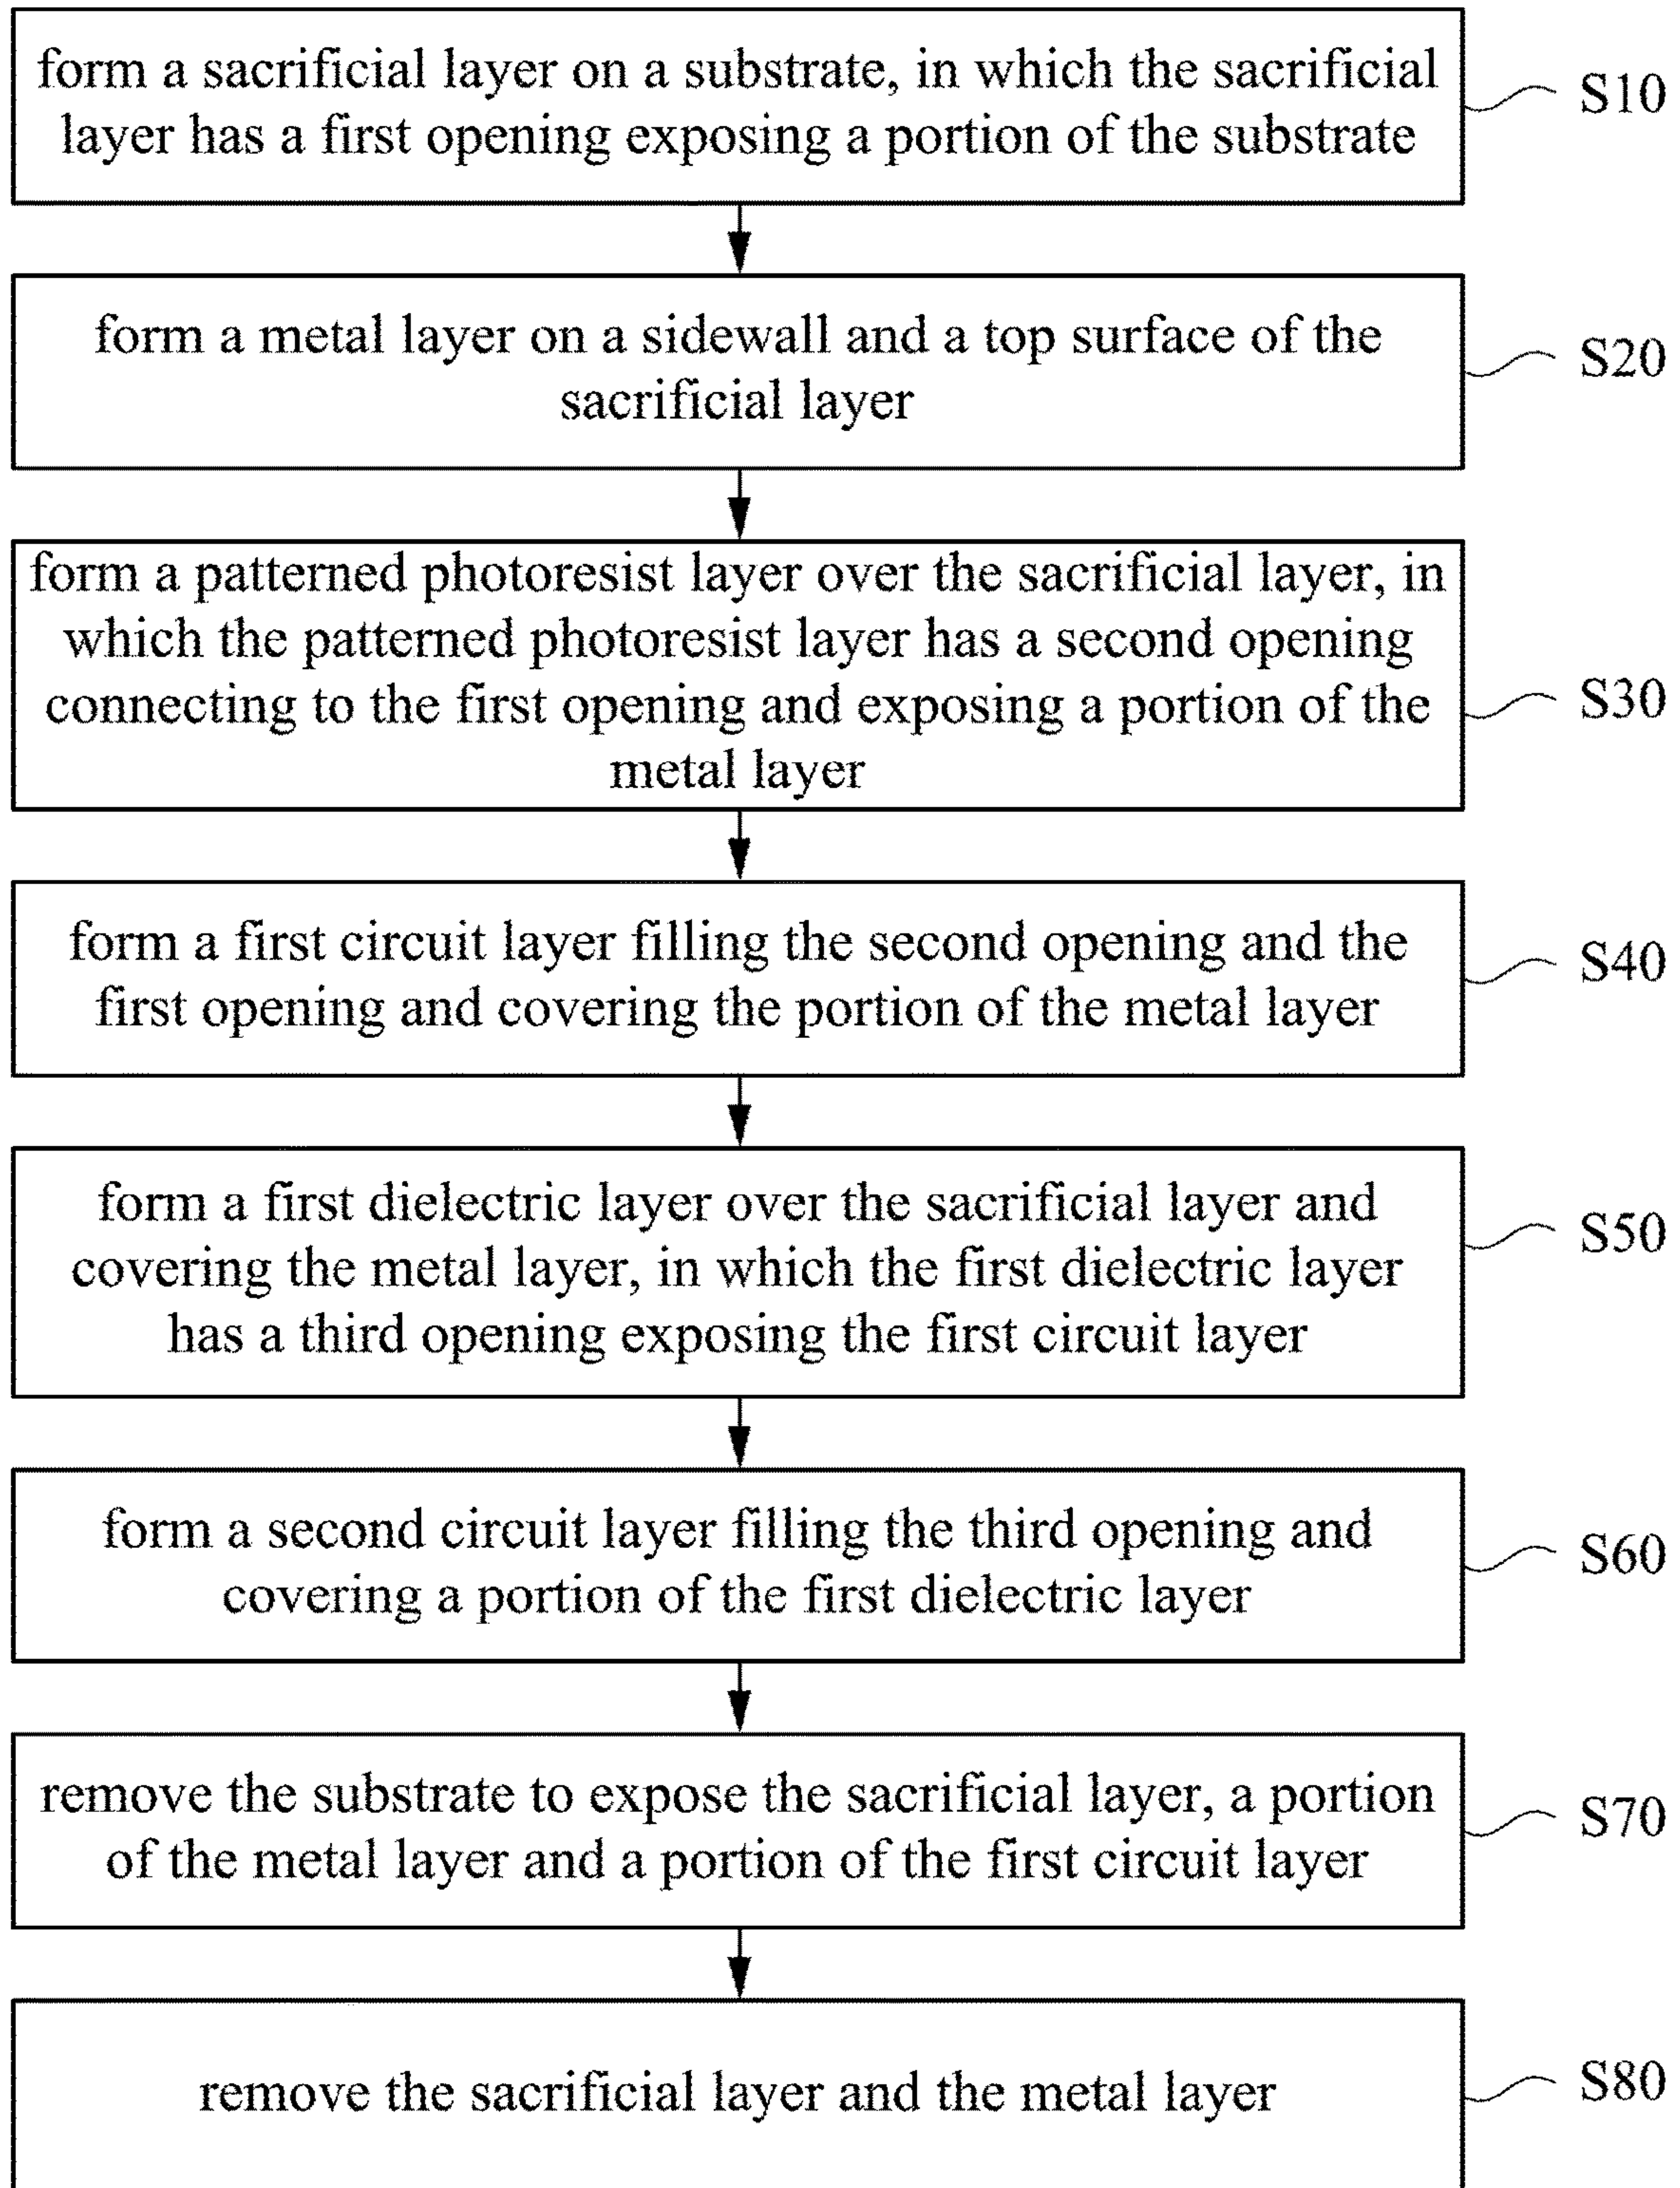 form a sacrificial layer on a substrate, in which the sacrificial
layer has a first opening exposing a portion of the substrate
S10
form a metal layer on a sidewall and a top surface of the
sacrificial layer
S20
form a patterned photoresist layer over the sacrificial layer, in
which the patterned photoresist layer has a second opening
connecting to the first opening and exposing a portion of the
metal layer
S30
form a first circuit layer filling the second opening and the
first opening and covering the portion of the metal layer
S40
form a first dielectric layer over the sacrificial layer and
covering the metal layer, in which the first dielectric layer
has a third opening exposing the first circuit layer
S50
form a second circuit layer filling the third opening and
covering a portion of the first dielectric layer
S60
remove the substrate to expose the sacrificial layer, a portion
of the metal layer and a portion of the first circuit layer
S70
remove the sacrificial layer and the metal layer
S80